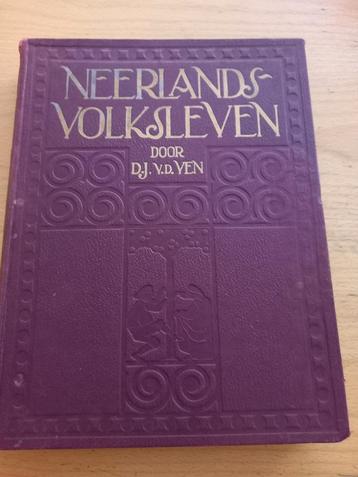 NEERLANDS-
VOLKSLEVEN
DOOR
D.J. V.D. VEN